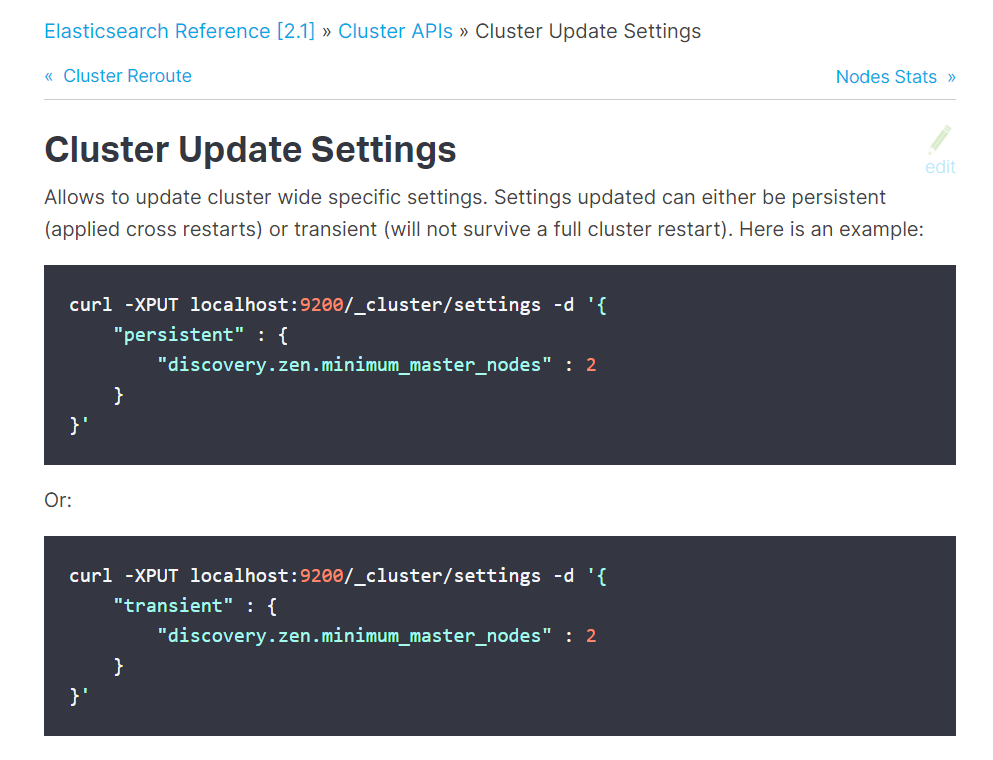 Elasticsearch Reference [2.1] » Cluster APIs » Cluster Update Settings
« Cluster Reroute
Nodes Stats »
Cluster Update Settings
edit
Allows to update cluster wide specific settings. Settings updated can either be persistent
(applied cross restarts) or transient (will not survive a full cluster restart). Here is an example:
curl -XPUT localhost:9200/_cluster/settings -d '{
    "persistent" : {
        "discovery.zen.minimum_master_nodes" : 2
    }
}'
Or:
curl -XPUT localhost:9200/_cluster/settings -d '{
    "transient" : {
        "discovery.zen.minimum_master_nodes" : 2
    }
}'